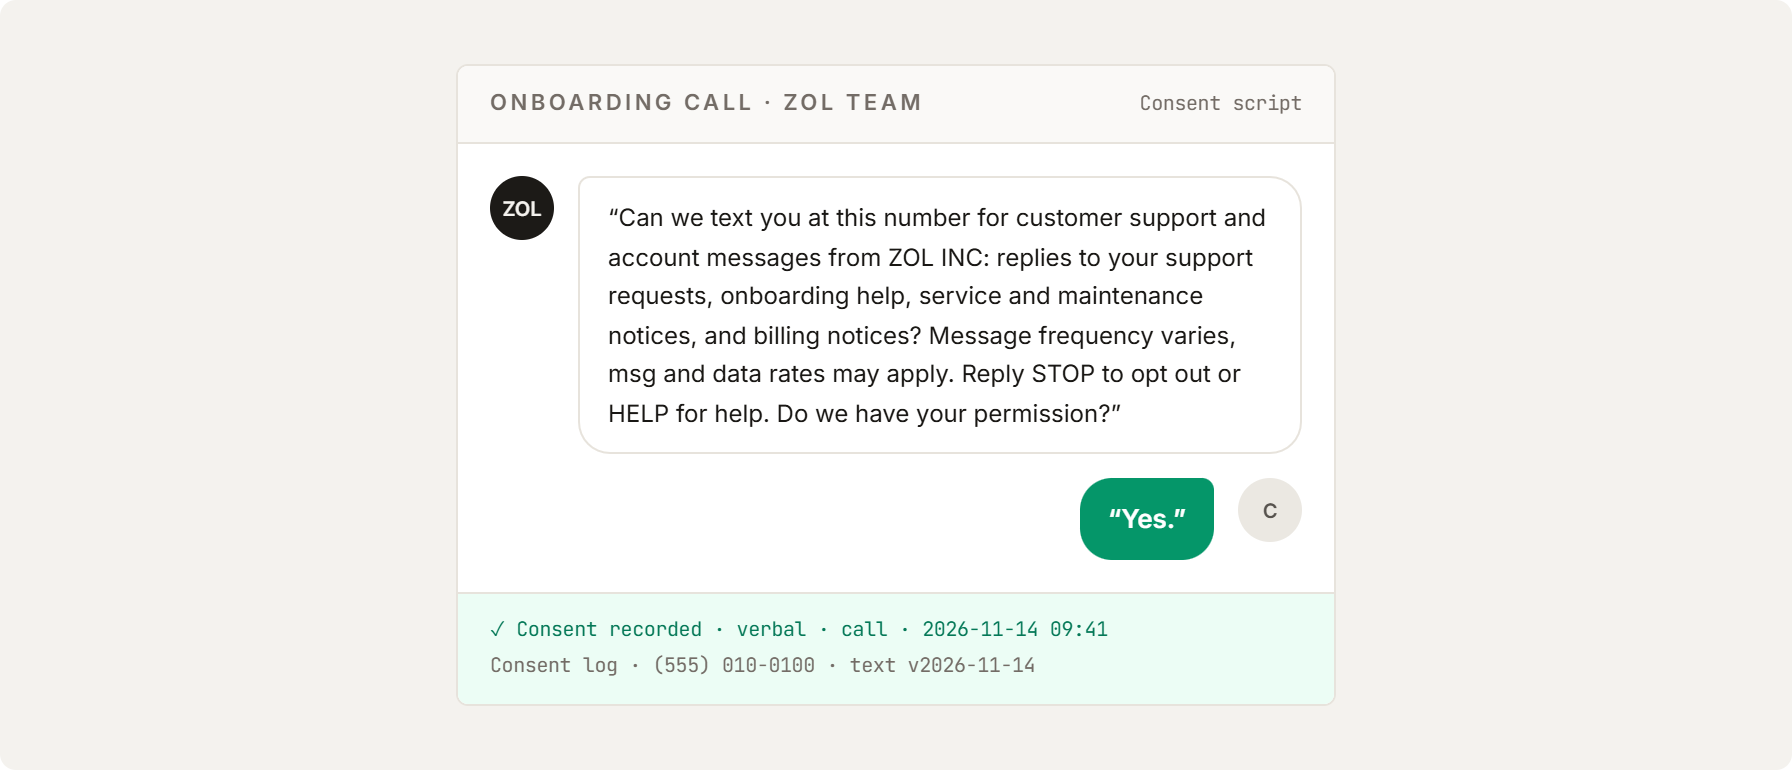 ONBOARDING CALL · ZOL TEAM
Consent script
ZOL
“Can we text you at this number for customer support and
account messages from ZOL INC: replies to your support
requests, onboarding help, service and maintenance
notices, and billing notices? Message frequency varies,
msg and data rates may apply. Reply STOP to opt out or
HELP for help. Do we have your permission?”
“Yes.”
C
✓ Consent recorded · verbal · call · 2026-11-14 09:41
Consent log · (555) 010-0100 · text v2026-11-14